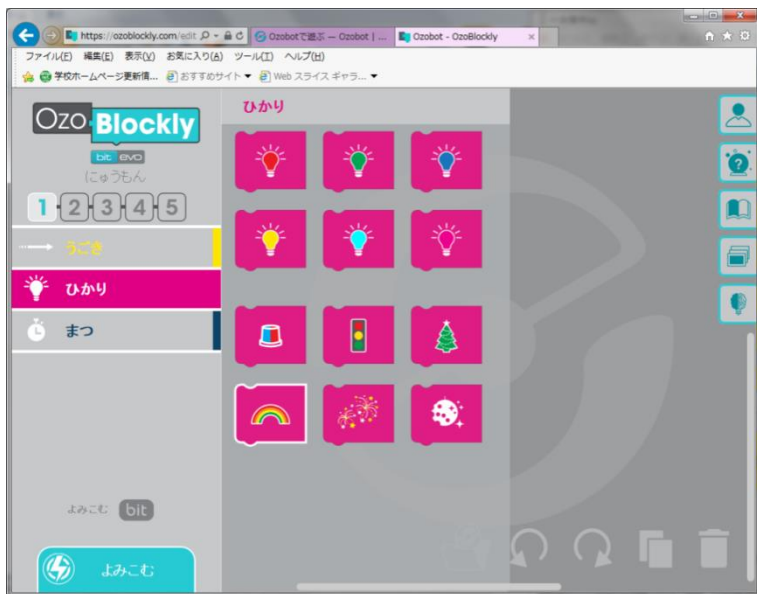 https://ozoblockly.com/edit
Ozobotで遊ぶ — Ozobot | ...
Ozobot - OzoBlockly
ファイル(F) 編集(E) 表示(V) お気に入り(A) ツール(T) ヘルプ(H)
学校ホームページ更新情... おすすめサイト Web スライス ギャラ...
Ozo Blockly
bit evo
にゅうもん
1 2 3 4 5
うごき
ひかり
まつ
ひかり
よみこむ bit
よみこむ